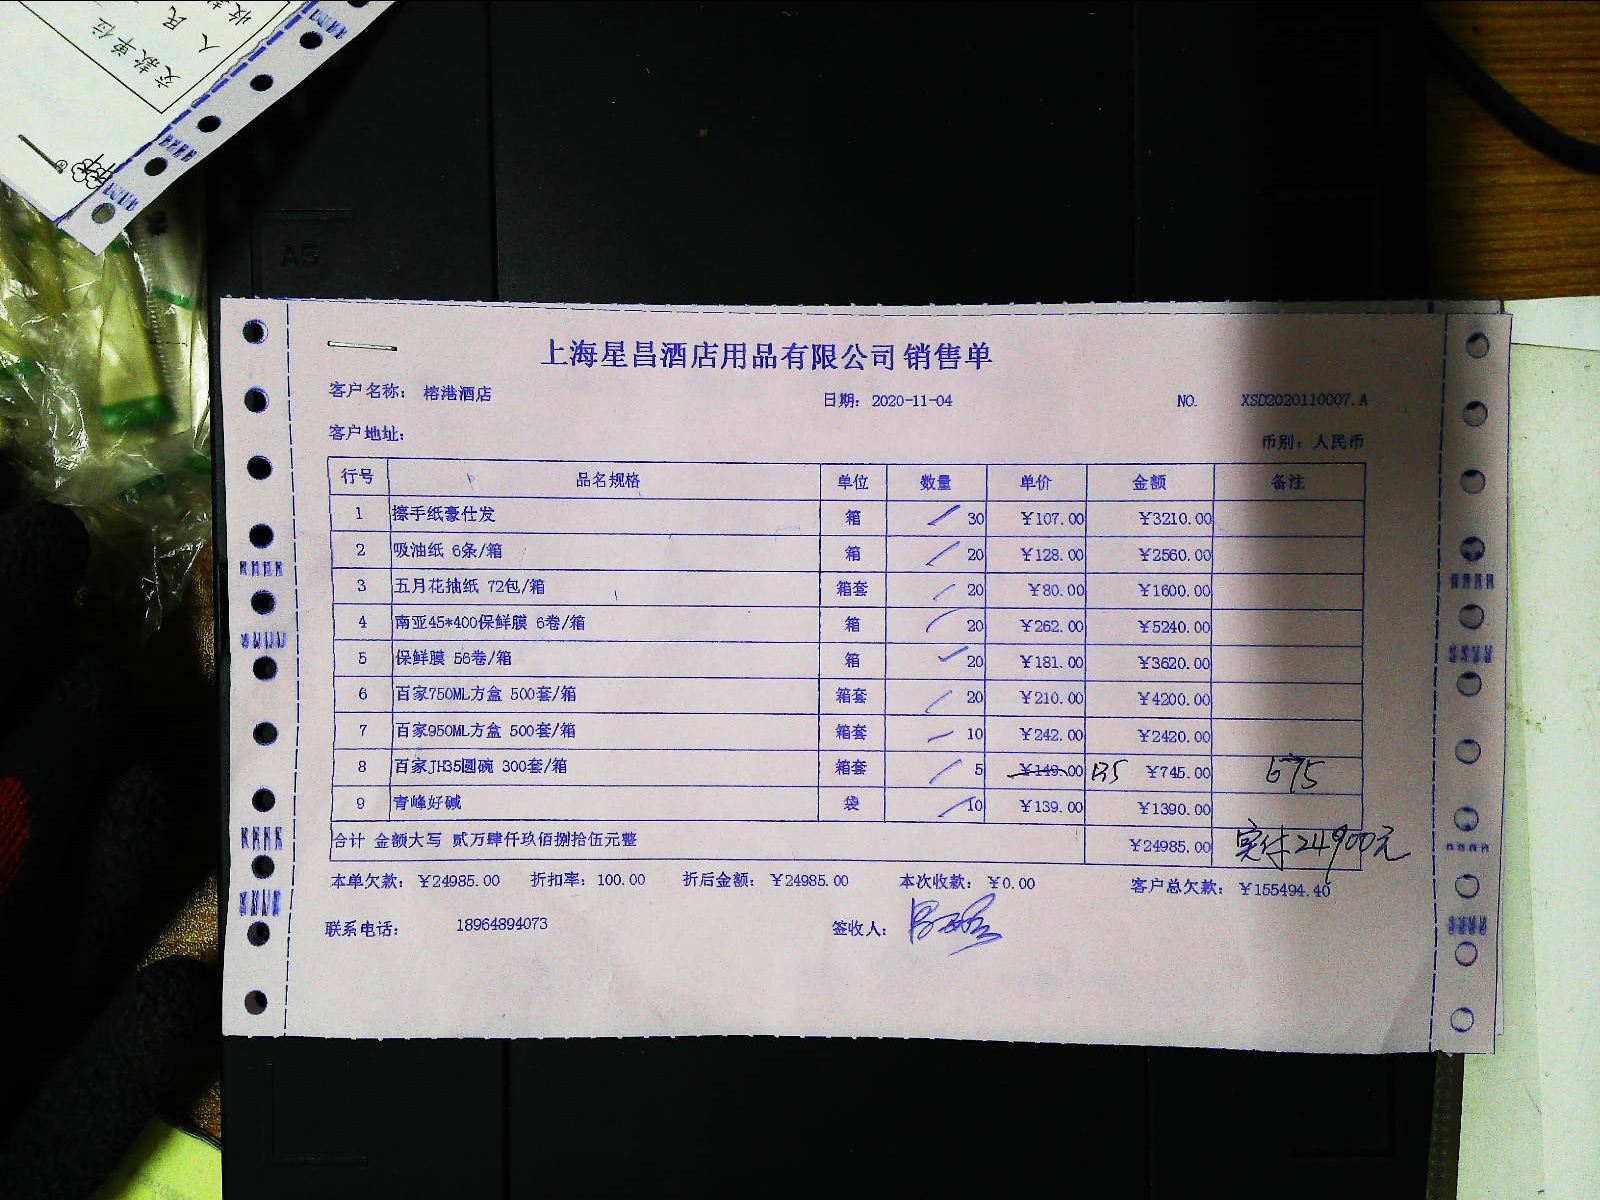 交款单位
人民
收款
A5
上海星昌酒店用品有限公司 销售单
客户名称： 榕港酒店 日期： 2020-11-04 NO. XSD2020110007.A
客户地址： 币别：人民币
行号 品名规格 单位 数量 单价 金额 备注
1 擦手纸豪仕发 箱 30 ¥107.00 ¥3210.00
2 吸油纸 6条/箱 箱 20 ¥128.00 ¥2560.00
3 五月花抽纸 72包/箱 箱套 20 ¥80.00 ¥1600.00
4 南亚45*400保鲜膜 6卷/箱 箱 20 ¥262.00 ¥5240.00
5 保鲜膜 56卷/箱 箱 20 ¥181.00 ¥3620.00
6 百家750ML方盒 500套/箱 箱套 20 ¥210.00 ¥4200.00
7 百家950ML方盒 500套/箱 箱套 10 ¥242.00 ¥2420.00
8 百家JH35圆碗 300套/箱 箱套 5 ¥149.00 135 ¥745.00 675
9 青峰好碱 袋 10 ¥139.00 ¥1390.00
合计 金额大写 贰万肆仟玖佰捌拾伍元整 ¥24985.00 实付24900元
本单欠款： ¥24985.00 折扣率：100.00 折后金额： ¥24985.00 本次收款：¥0.00 客户总欠款：¥155494.40
联系电话： 18964894073 签收人：